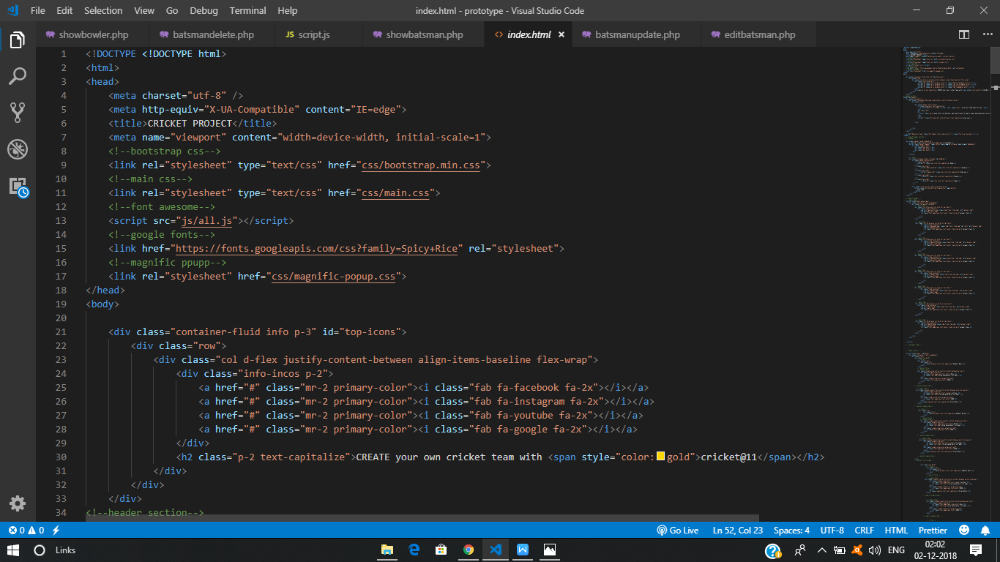 File Edit Selection View Go Debug Terminal Help index.html - prototype - Visual Studio Code
showbowler.php batsmandelete.php JS script.js showbatsman.php <> index.html × batsmanupdate.php editbatsman.php
1 <!DOCTYPE <!DOCTYPE html>
2 <html>
3 <head>
4 <meta charset="utf-8" />
5 <meta http-equiv="X-UA-Compatible" content="IE=edge">
6 <title>CRICKET PROJECT</title>
7 <meta name="viewport" content="width=device-width, initial-scale=1">
8 <!--bootstrap css-->
9 <link rel="stylesheet" type="text/css" href="css/bootstrap.min.css">
10 <!--main css-->
11 <link rel="stylesheet" type="text/css" href="css/main.css">
12 <!--font awesome-->
13 <script src="js/all.js"></script>
14 <!--google fonts-->
15 <link href="https://fonts.googleapis.com/css?family=Spicy+Rice" rel="stylesheet">
16 <!--magnific ppupp-->
17 <link rel="stylesheet" href="css/magnific-popup.css">
18 </head>
19 <body>
20
21 <div class="container-fluid info p-3" id="top-icons">
22 <div class="row">
23 <div class="col d-flex justify-content-between align-items-baseline flex-wrap">
24 <div class="info-incos p-2">
25 <a href="#" class="mr-2 primary-color"><i class="fab fa-facebook fa-2x"></i></a>
26 <a href="#" class="mr-2 primary-color"><i class="fab fa-instagram fa-2x"></i></a>
27 <a href="#" class="mr-2 primary-color"><i class="fab fa-youtube fa-2x"></i></a>
28 <a href="#" class="mr-2 primary-color"><i class="fab fa-google fa-2x"></i></a>
29 </div>
30 <h2 class="p-2 text-capitalize">CREATE your own cricket team with <span style="color:gold">cricket@11</span></h2>
31 </div>
32 </div>
33 </div>
34 <!--header section-->
0 0 Go Live Ln 52, Col 23 Spaces: 4 UTF-8 CRLF HTML Prettier
Links ENG 02:02
02-12-2018